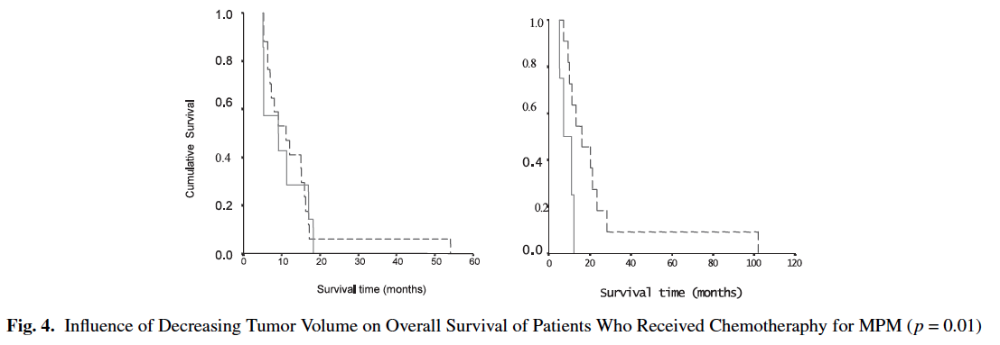 1.0
0.8
0.6
0.4
0.2
0.0
Cumulative Survival
0 10 20 30 40 50 60
Survival time (months)
1.0
0.8
0.6
0.4
0.2
0.0
0 20 40 60 80 100 120
Survival time (months)
Fig. 4. Influence of Decreasing Tumor Volume on Overall Survival of Patients Who Received Chemotheraphy for MPM (p = 0.01)